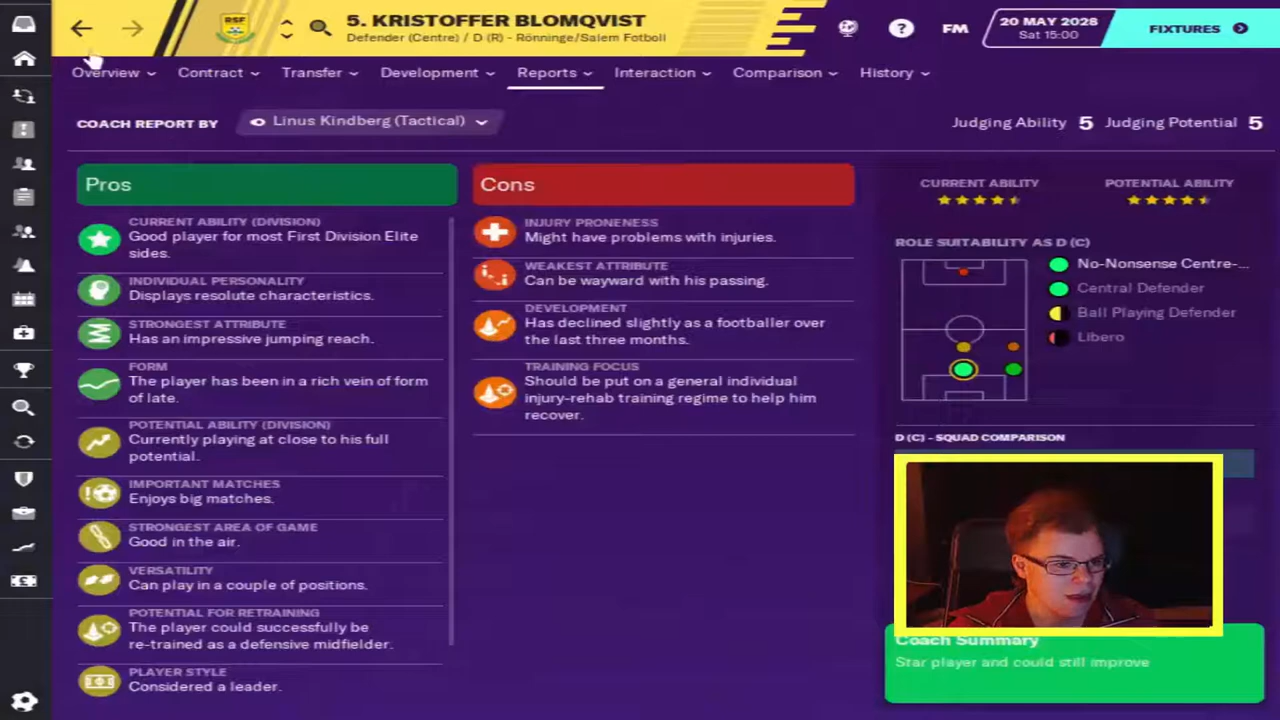 RSF
5. KRISTOFFER BLOMQVIST
Defender (Centre) / D (R) - Rönninge/Salem Fotboll
FM
20 MAY 2028
Sat 15:00
FIXTURES
Overview
Contract
Transfer
Development
Reports
Interaction
Comparison
History
COACH REPORT BY
Linus Kindberg (Tactical)
Judging Ability 5 Judging Potential 5
Pros
CURRENT ABILITY (DIVISION)
Good player for most First Division Elite
sides.
INDIVIDUAL PERSONALITY
Displays resolute characteristics.
STRONGEST ATTRIBUTE
Has an impressive jumping reach.
FORM
The player has been in a rich vein of form
of late.
POTENTIAL ABILITY (DIVISION)
Currently playing at close to his full
potential.
IMPORTANT MATCHES
Enjoys big matches.
STRONGEST AREA OF GAME
Good in the air.
VERSATILITY
Can play in a couple of positions.
POTENTIAL FOR RETRAINING
The player could successfully be
re-trained as a defensive midfielder.
PLAYER STYLE
Considered a leader.
Cons
INJURY PRONENESS
Might have problems with injuries.
WEAKEST ATTRIBUTE
Can be wayward with his passing.
DEVELOPMENT
Has declined slightly as a footballer over
the last three months.
TRAINING FOCUS
Should be put on a general individual
injury-rehab training regime to help him
recover.
CURRENT ABILITY
POTENTIAL ABILITY
ROLE SUITABILITY AS D (C)
No-Nonsense Centre-...
Central Defender
Ball Playing Defender
Libero
D (C) - SQUAD COMPARISON
Coach Summary
Star player and could still improve